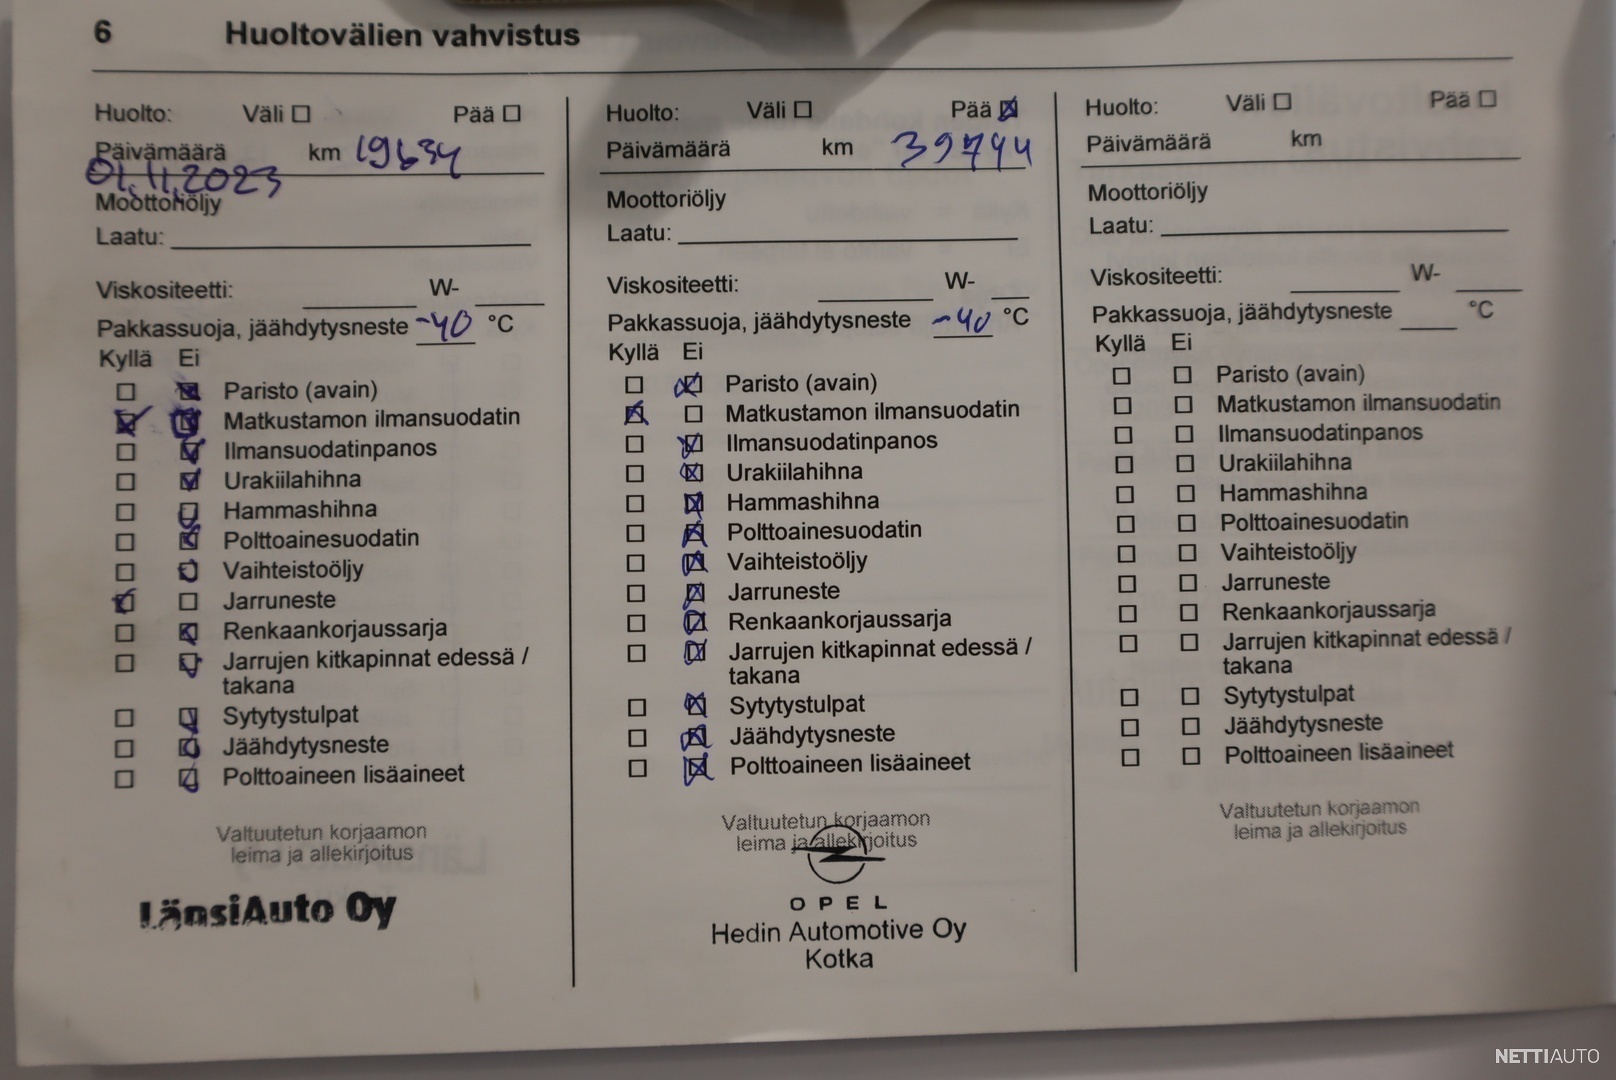 6 Huoltovälien vahvistus
Huolto: Väli Pää
Päivämäärä km 19634
01.11.2023
Moottoriöljy
Laatu:
Viskositeetti: W-
Pakkassuoja, jäähdytysneste -40 °C
Kyllä Ei
Paristo (avain)
Matkustamon ilmansuodatin
Ilmansuodatinpanos
Urakiilahihna
Hammashihna
Polttoainesuodatin
Vaihteistoöljy
Jarruneste
Renkaankorjaussarja
Jarrujen kitkapinnat edessä /
takana
Sytytystulpat
Jäähdytysneste
Polttoaineen lisäaineet
Valtuutetun korjaamon
leima ja allekirjoitus
LänsiAuto Oy
Huolto: Väli Pää
Päivämäärä km 39744
Moottoriöljy
Laatu:
Viskositeetti: W-
Pakkassuoja, jäähdytysneste -40 °C
Kyllä Ei
Paristo (avain)
Matkustamon ilmansuodatin
Ilmansuodatinpanos
Urakiilahihna
Hammashihna
Polttoainesuodatin
Vaihteistoöljy
Jarruneste
Renkaankorjaussarja
Jarrujen kitkapinnat edessä /
takana
Sytytystulpat
Jäähdytysneste
Polttoaineen lisäaineet
Valtuutetun korjaamon
leima ja allekirjoitus
OPEL
Hedin Automotive Oy
Kotka
Huolto: Väli Pää
Päivämäärä km
Moottoriöljy
Laatu:
Viskositeetti: W-
Pakkassuoja, jäähdytysneste °C
Kyllä Ei
Paristo (avain)
Matkustamon ilmansuodatin
Ilmansuodatinpanos
Urakiilahihna
Hammashihna
Polttoainesuodatin
Vaihteistoöljy
Jarruneste
Renkaankorjaussarja
Jarrujen kitkapinnat edessä /
takana
Sytytystulpat
Jäähdytysneste
Polttoaineen lisäaineet
Valtuutetun korjaamon
leima ja allekirjoitus
NETTIAUTO